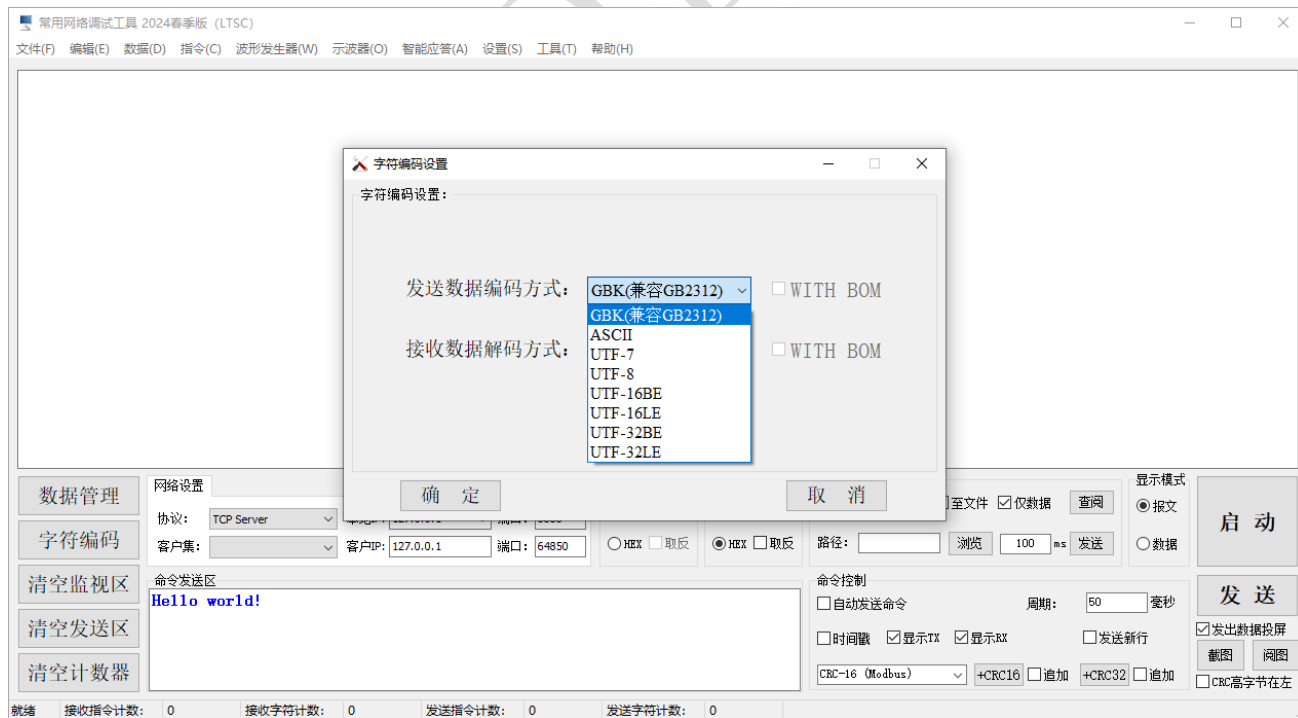 常用网络调试工具 2024春季版 (LTSC)
文件(F) 编辑(E) 数据(D) 指令(C) 波形发生器(W) 示波器(O) 智能应答(A) 设置(S) 工具(T) 帮助(H)
字符编码设置
字符编码设置:
发送数据编码方式: GBK(兼容GB2312) WITH BOM
GBK(兼容GB2312)
ASCII
接收数据解码方式: UTF-7 WITH BOM
UTF-8
UTF-16BE
UTF-16LE
UTF-32BE
UTF-32LE
确 定 取 消
数据管理
字符编码
清空监视区
清空发送区
清空计数器
网络设置
协议: TCP Server
客户集: 客户IP: 127.0.0.1 端口: 64850
HEX 取反 HEX 取反
至文件 仅数据 查阅
路径: 浏览 100 ms 发送
显示模式
报文
数据
启 动
命令发送区
Hello world!
命令控制
自动发送命令 周期: 50 毫秒
时间戳 显示TX 显示RX 发送新行
CRC-16 (Modbus) +CRC16 追加 +CRC32 追加
发 送
发出数据投屏
截图 阅图
CRC高字节在左
就绪 接收指令计数: 0 接收字符计数: 0 发送指令计数: 0 发送字符计数: 0